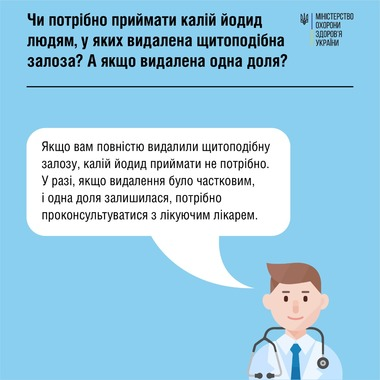 Чи потрібно приймати калій йодид
людям, у яких видалена щитоподібна
залоза? А якщо видалена одна доля?
МІНІСТЕРСТВО
ОХОРОНИ
ЗДОРОВ'Я
УКРАЇНИ
Якщо вам повністю видалили щитоподібну
залозу, калій йодид приймати не потрібно.
У разі, якщо видалення було частковим,
і одна доля залишилася, потрібно
проконсультуватися з лікуючим лікарем.